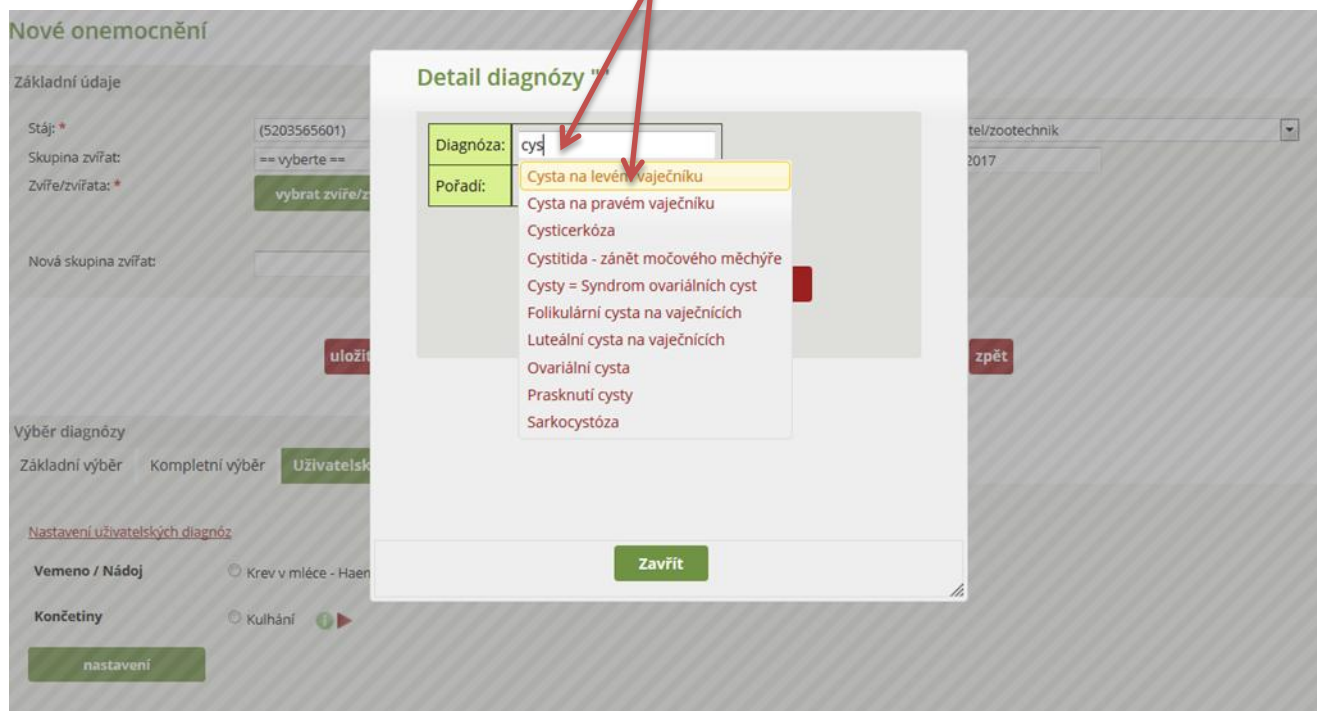 Nové onemocnění
Základní údaje
Stáj: *
(5203565601)
tel/zootechnik
Skupina zvířat:
== vyberte ==
2017
Zvíře/zvířata: *
vybrat zvíře/z
Nová skupina zvířat:
uložit
zpět
Detail diagnózy ""
Diagnóza:
cys
Pořadí:
Cysta na levém vaječníku
Cysta na pravém vaječníku
Cysticerkóza
Cystitida - zánět močového měchýře
Cysty = Syndrom ovariálních cyst
Folikulární cysta na vaječnících
Luteální cysta na vaječnících
Ovariální cysta
Prasknutí cysty
Sarkocystóza
Zavřít
Výběr diagnózy
Základní výběr
Kompletní výběr
Uživatelsk
Nastavení uživatelských diagnóz
Vemeno / Nádoj
Krev v mléce - Haen
Končetiny
Kulhání
nastavení